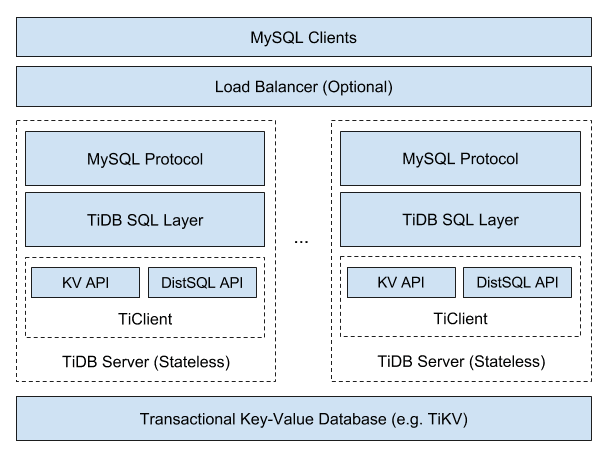 MySQL Clients
Load Balancer (Optional)
MySQL Protocol
TiDB SQL Layer
KV API
DistSQL API
TiClient
TiDB Server (Stateless)
...
MySQL Protocol
TiDB SQL Layer
KV API
DistSQL API
TiClient
TiDB Server (Stateless)
Transactional Key-Value Database (e.g. TiKV)